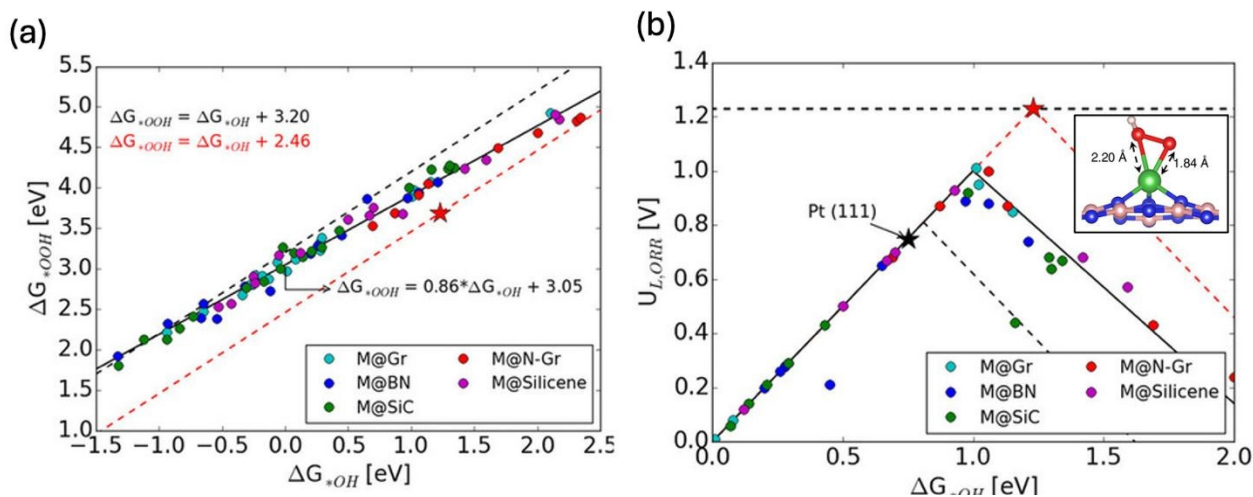 (a)
5.5
5.0
4.5
4.0
3.5
3.0
2.5
2.0
1.5
1.0
ΔG*OOH [eV]
ΔG*OOH = ΔG*OH + 3.20
ΔG*OOH = ΔG*OH + 2.46
ΔG*OOH = 0.86*ΔG*OH + 3.05
M@Gr M@N-Gr
M@BN M@Silicene
M@SiC
−1.5 −1.0 −0.5 0.0 0.5 1.0 1.5 2.0 2.5
ΔG*OH [eV]
(b)
1.4
1.2
1.0
0.8
0.6
0.4
0.2
0.0
UL,ORR [V]
Pt (111)
2.20 Å 1.84 Å
M@Gr M@N-Gr
M@BN M@Silicene
M@SiC
0.0 0.5 1.0 1.5 2.0
ΔG*OH [eV]